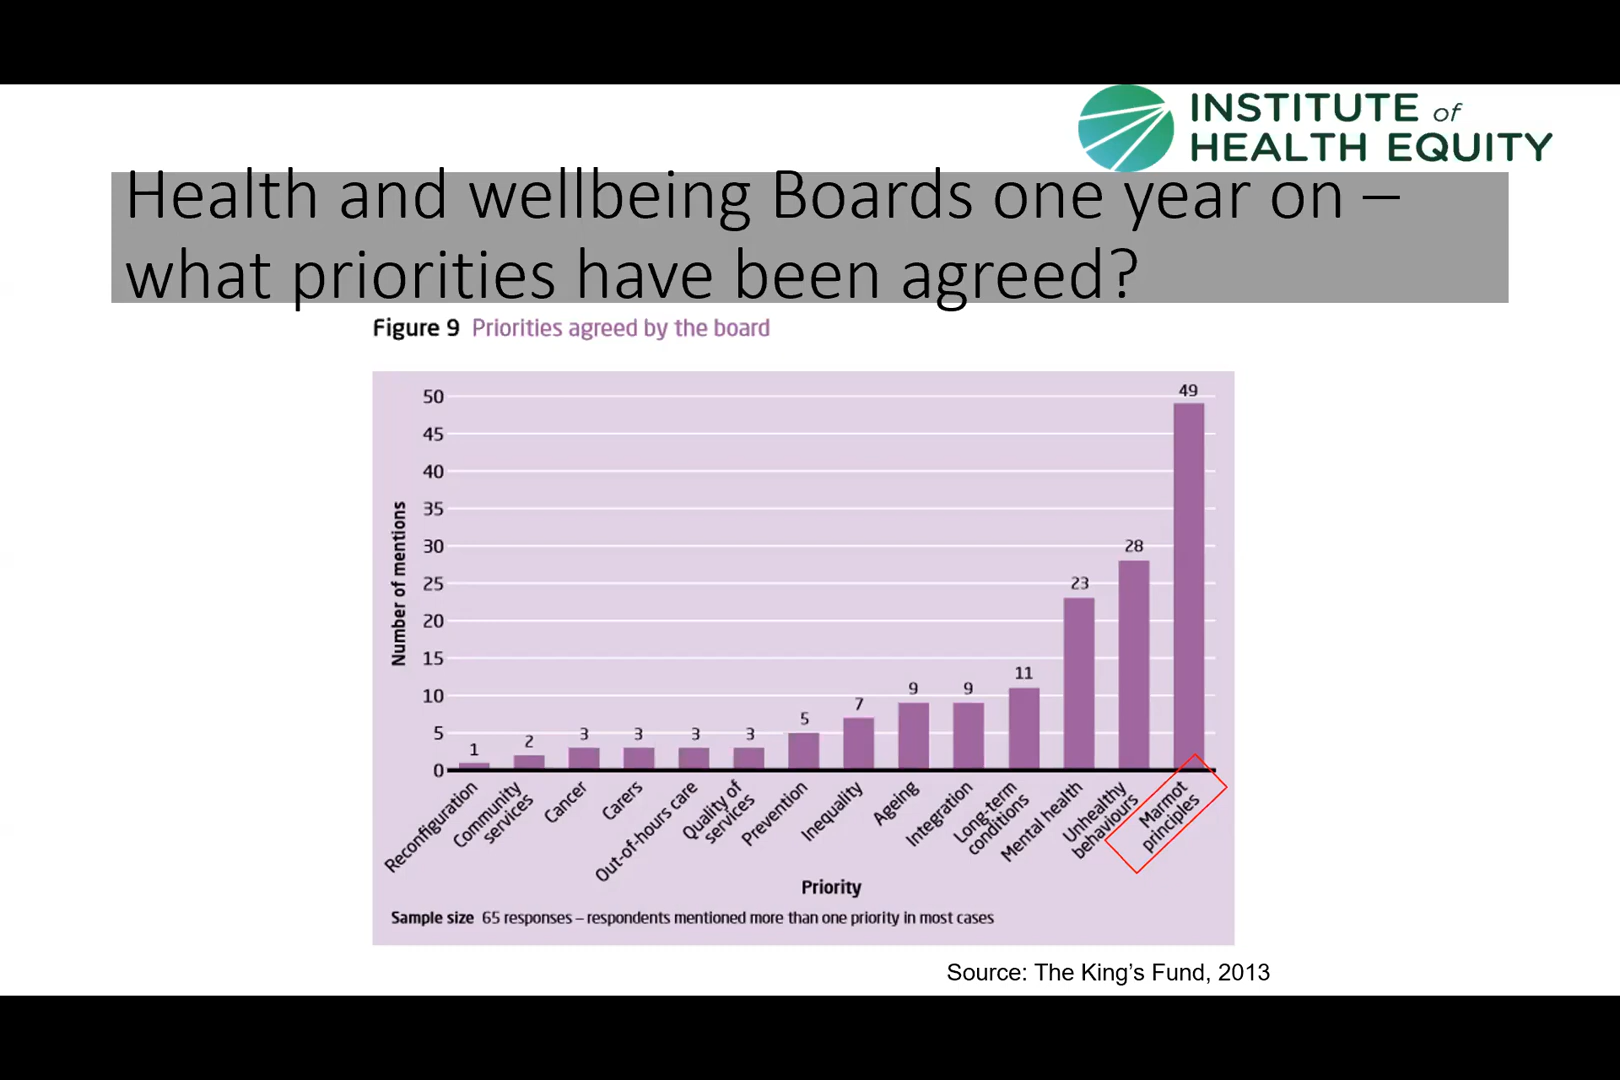 INSTITUTE of
HEALTH EQUITY
Health and wellbeing Boards one year on –
what priorities have been agreed?
Figure 9 Priorities agreed by the board
Number of mentions
50
45
40
35
30
25
20
15
10
5
0
1
2
3
3
3
3
5
7
9
9
11
23
28
49
Reconfiguration
Community
services
Cancer
Carers
Out-of-hours care
Quality of
services
Prevention
Inequality
Ageing
Integration
Long-term
conditions
Mental health
Unhealthy
behaviours
Marmot
principles
Priority
Sample size 65 responses – respondents mentioned more than one priority in most cases
Source: The King’s Fund, 2013